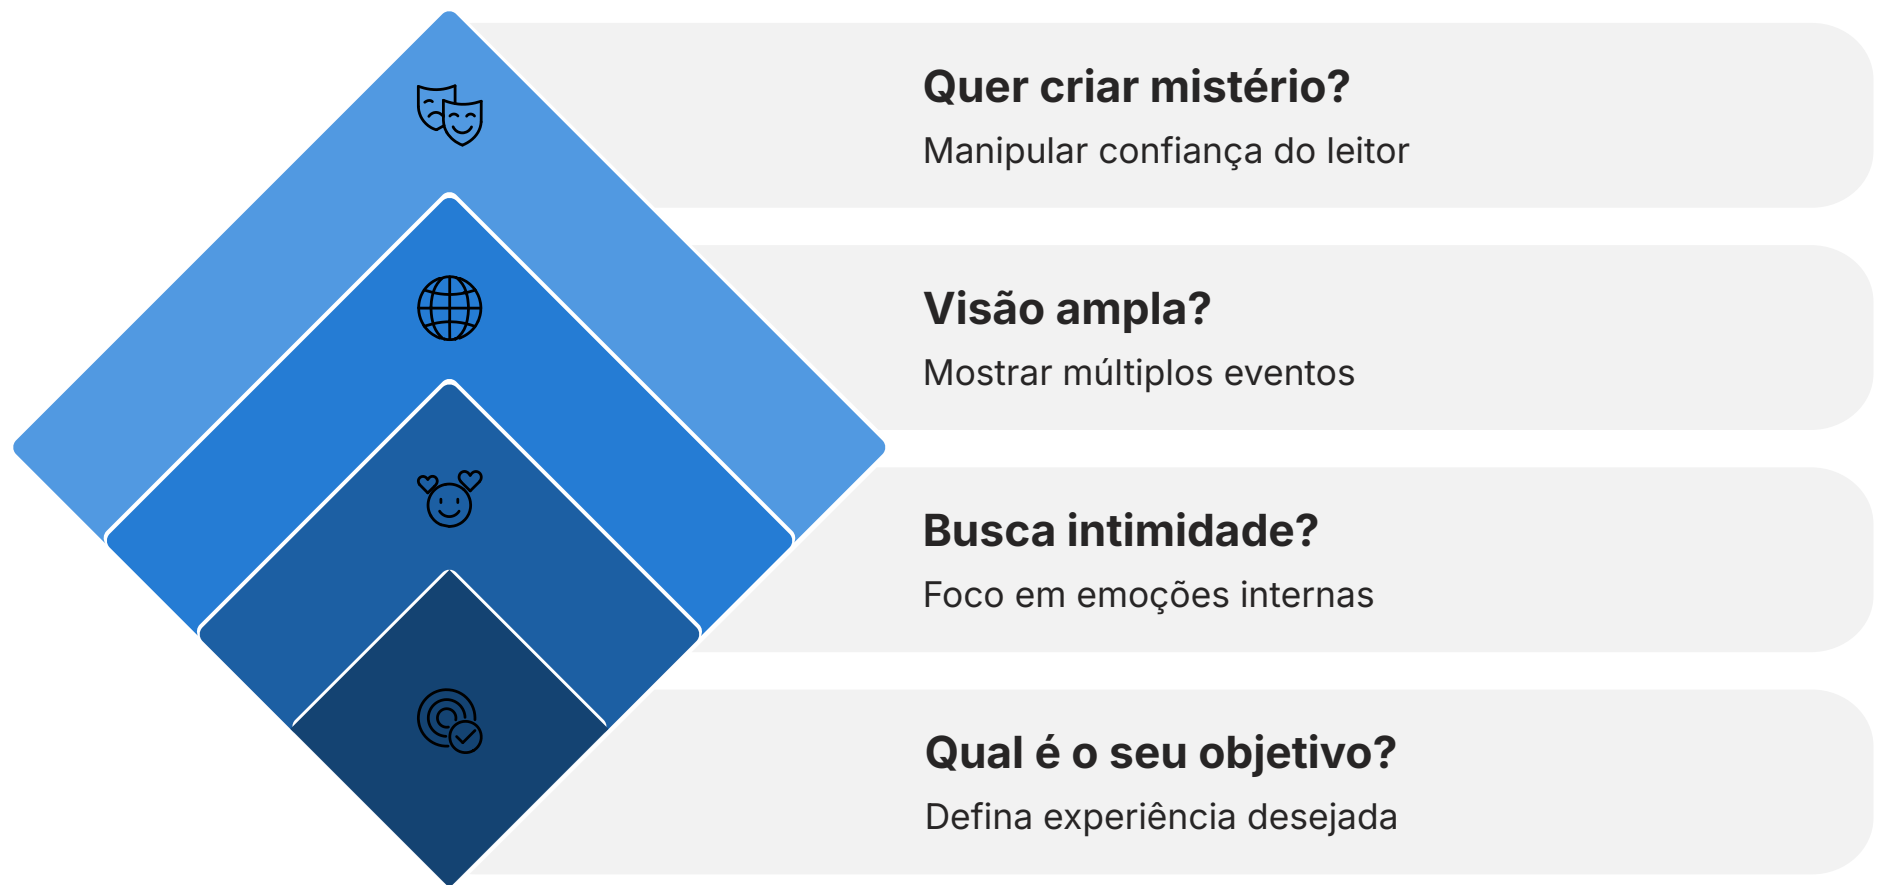 Quer criar mistério?
Manipular confiança do leitor
Visão ampla?
Mostrar múltiplos eventos
Busca intimidade?
Foco em emoções internas
Qual é o seu objetivo?
Defina experiência desejada